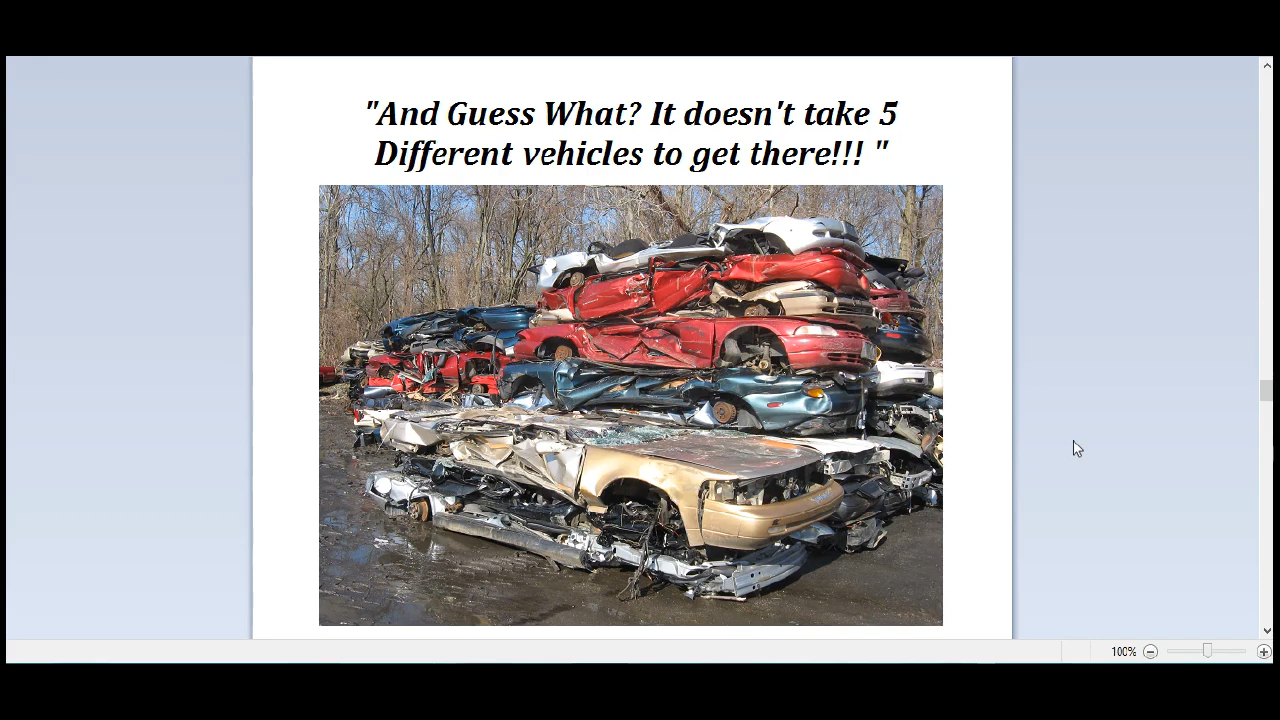 "And Guess What? It doesn't take 5
Different vehicles to get there!!! "
100%